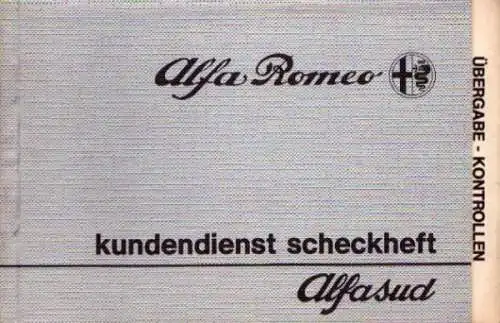 Alfa Romeo
kundendienst scheckheft
Alfasud
ÜBERGABE - KONTROLLEN